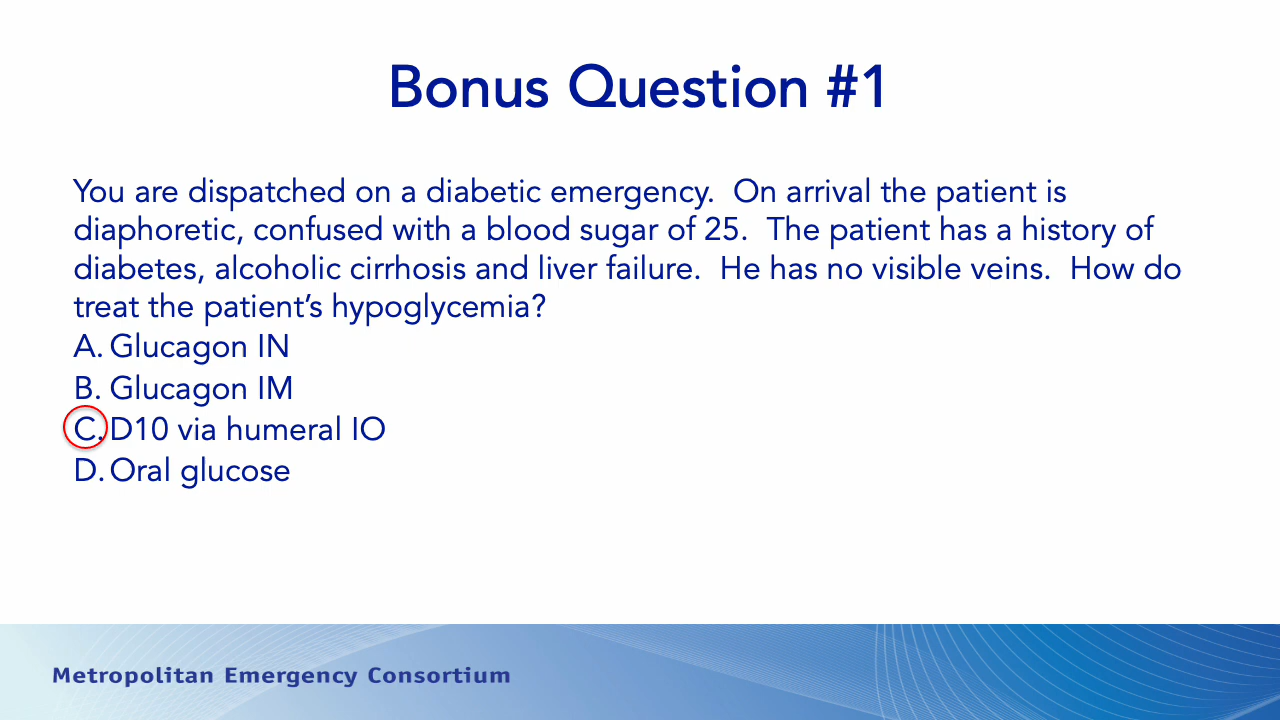 Bonus Question #1
You are dispatched on a diabetic emergency.  On arrival the patient is
diaphoretic, confused with a blood sugar of 25.  The patient has a history of
diabetes, alcoholic cirrhosis and liver failure.  He has no visible veins.  How do
treat the patient’s hypoglycemia?
A. Glucagon IN
B. Glucagon IM
C. D10 via humeral IO
D. Oral glucose
Metropolitan Emergency Consortium